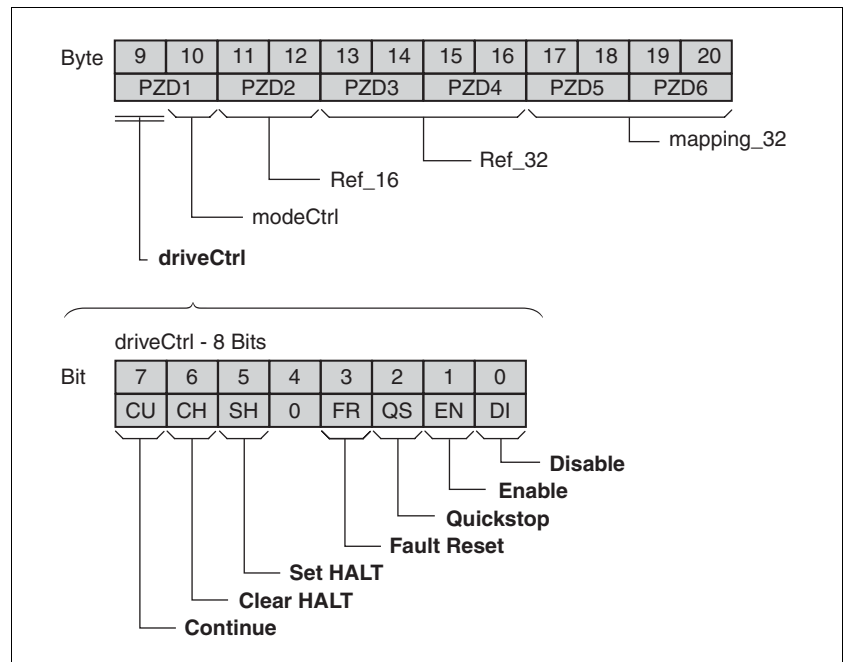 Byte 9 10 11 12 13 14 15 16 17 18 19 20
PZD1 PZD2 PZD3 PZD4 PZD5 PZD6
mapping_32
Ref_32
Ref_16
modeCtrl
driveCtrl
driveCtrl - 8 Bits
Bit 7 6 5 4 3 2 1 0
CU CH SH 0 FR QS EN DI
Disable
Enable
Quickstop
Fault Reset
Set HALT
Clear HALT
Continue